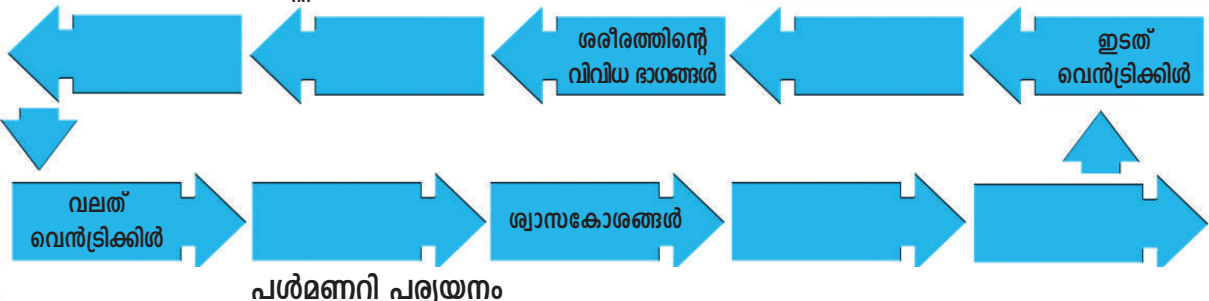 ശരീരത്തിന്റെ
വിവിധ ഭാഗങ്ങൾ
ഇടത്
വെൻട്രിക്കിൾ
വലത്
വെൻട്രിക്കിൾ
ശ്വാസകോശങ്ങൾ
പൾമണറി പര്യയനം